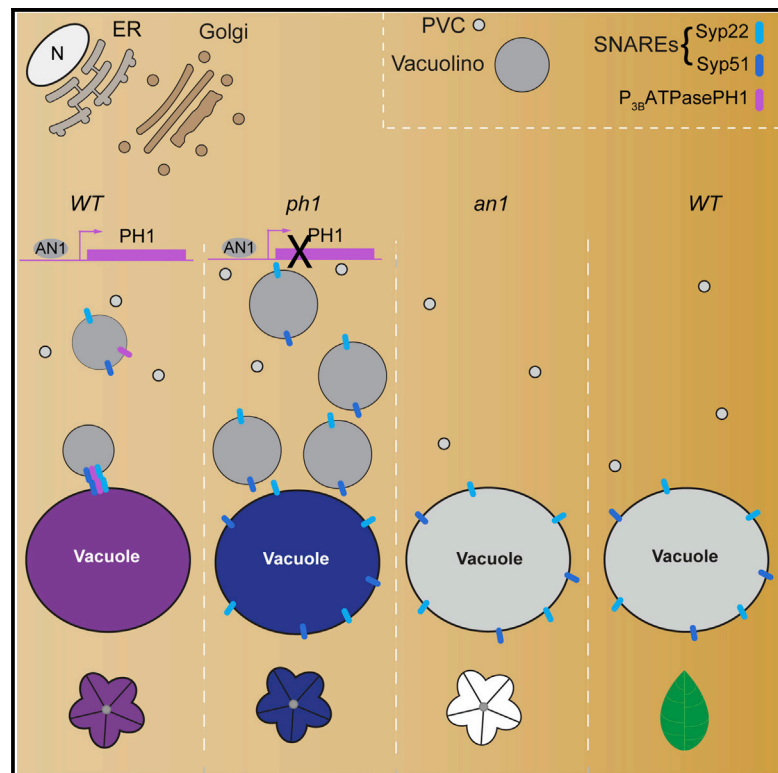 N
ER
Golgi
PVC
Vacuolino
SNAREs { Syp22
Syp51
P₃BATPasePH1
WT
ph1
an1
WT
AN1
PH1
AN1
X
PH1
Vacuole
Vacuole
Vacuole
Vacuole